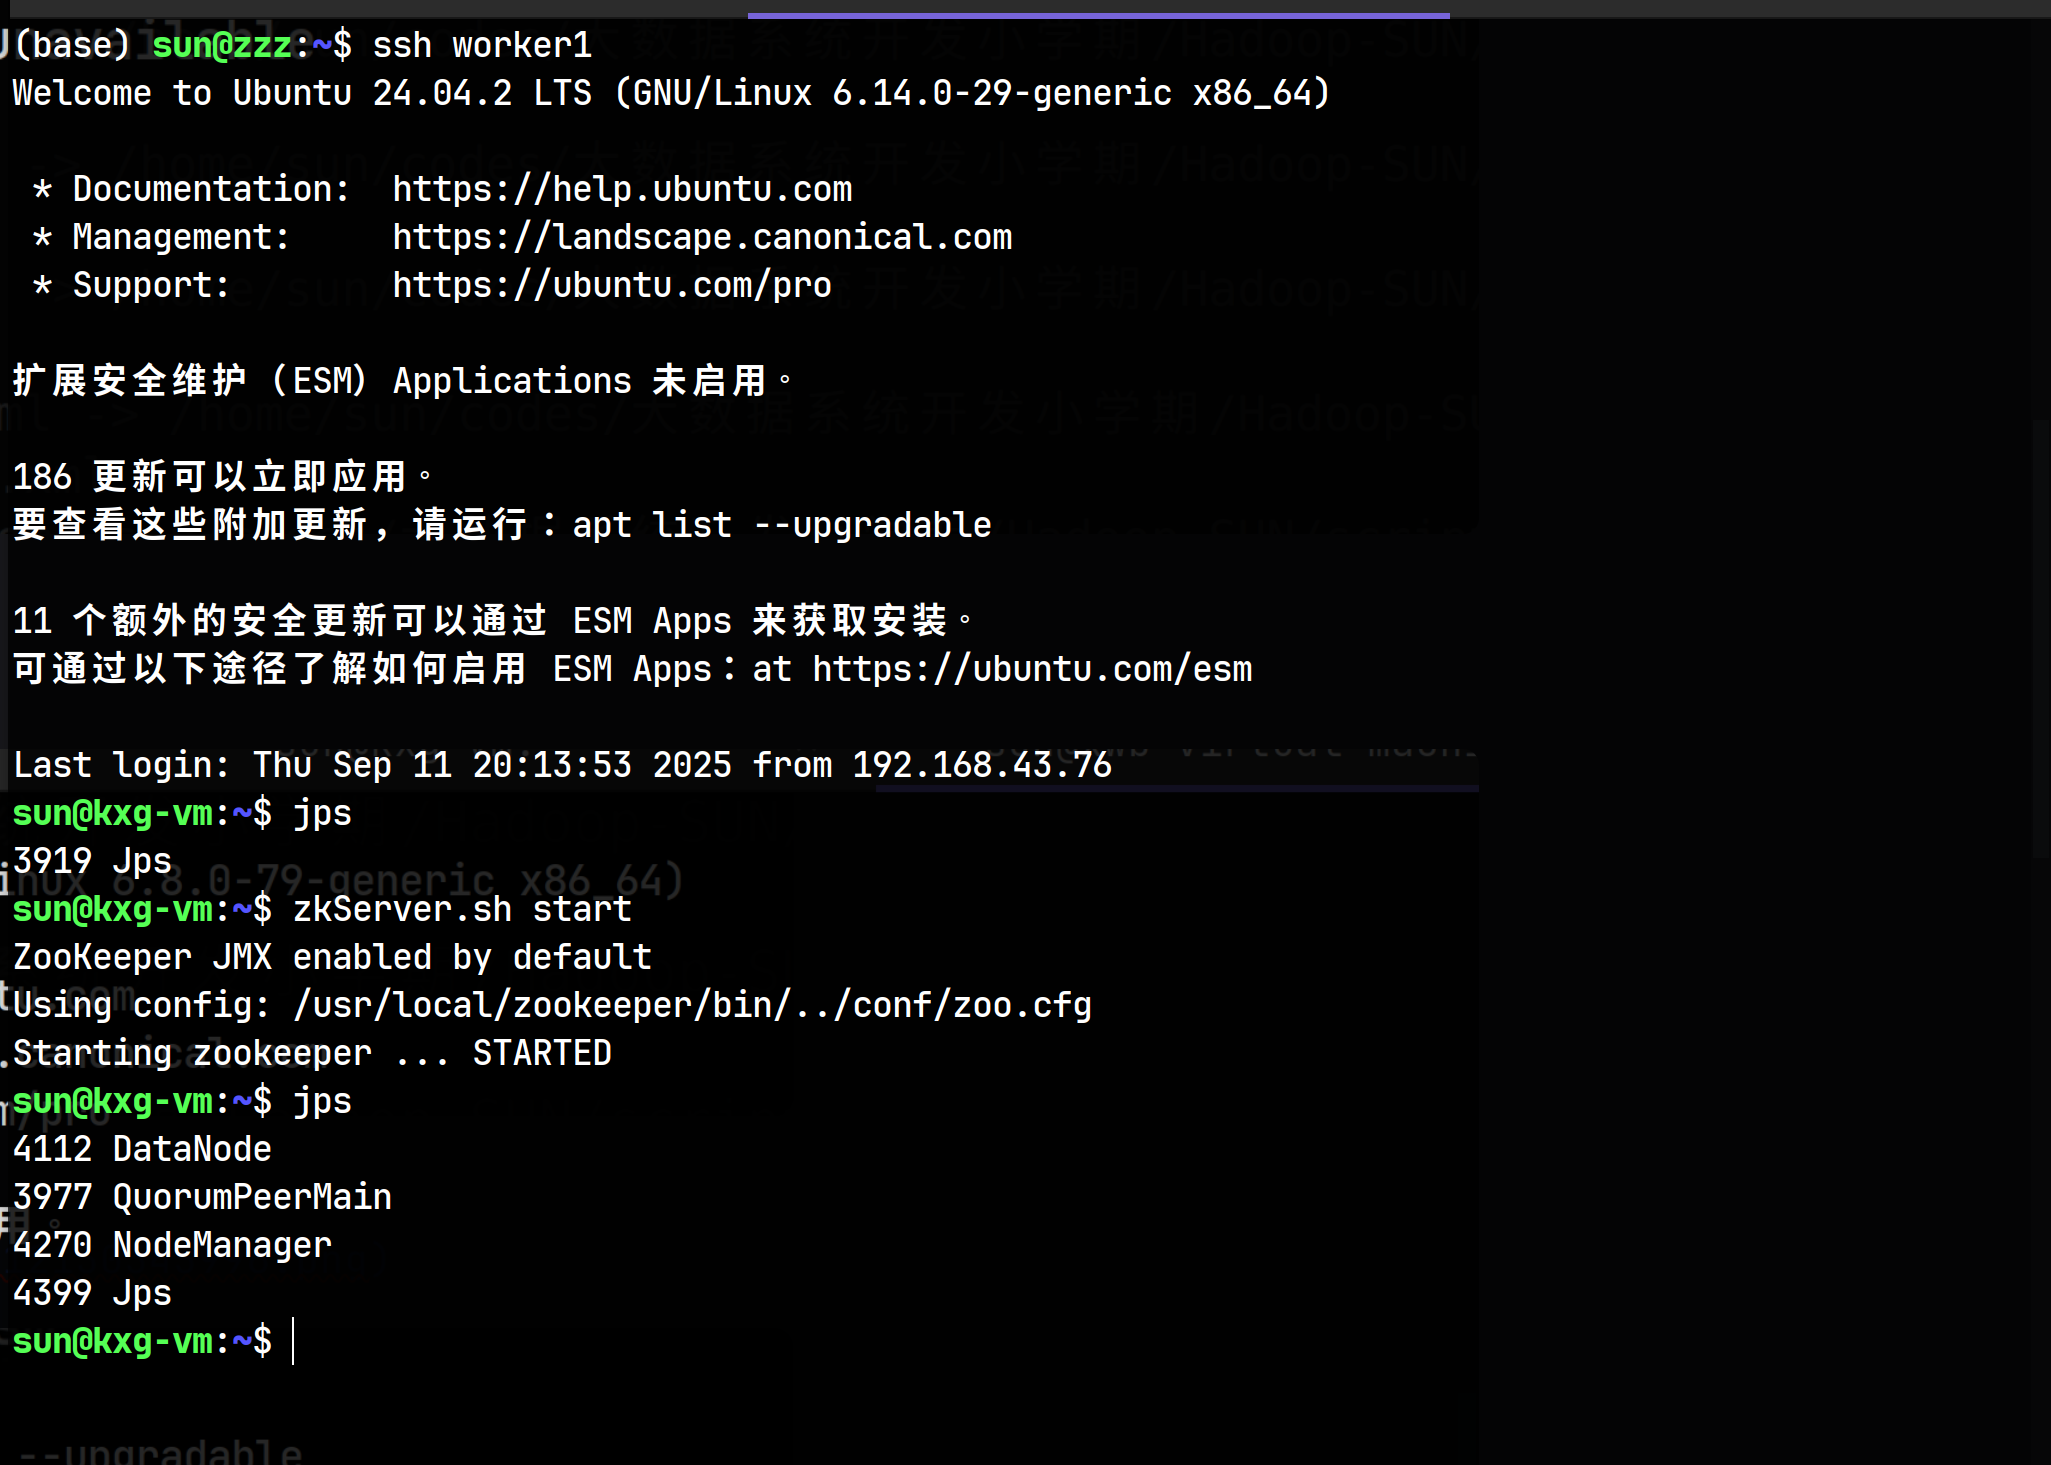 (base) sun@zzz:~$ ssh worker1
Welcome to Ubuntu 24.04.2 LTS (GNU/Linux 6.14.0-29-generic x86_64)
 * Documentation:  https://help.ubuntu.com
 * Management:     https://landscape.canonical.com
 * Support:        https://ubuntu.com/pro
扩展安全维护（ESM）Applications 未启用。
186 更新可以立即应用。
要查看这些附加更新，请运行：apt list --upgradable
11 个额外的安全更新可以通过 ESM Apps 来获取安装。
可通过以下途径了解如何启用 ESM Apps：at https://ubuntu.com/esm
Last login: Thu Sep 11 20:13:53 2025 from 192.168.43.76
sun@kxg-vm:~$ jps
3919 Jps
sun@kxg-vm:~$ zkServer.sh start
ZooKeeper JMX enabled by default
Using config: /usr/local/zookeeper/bin/../conf/zoo.cfg
Starting zookeeper ... STARTED
sun@kxg-vm:~$ jps
4112 DataNode
3977 QuorumPeerMain
4270 NodeManager
4399 Jps
sun@kxg-vm:~$
--upgradable